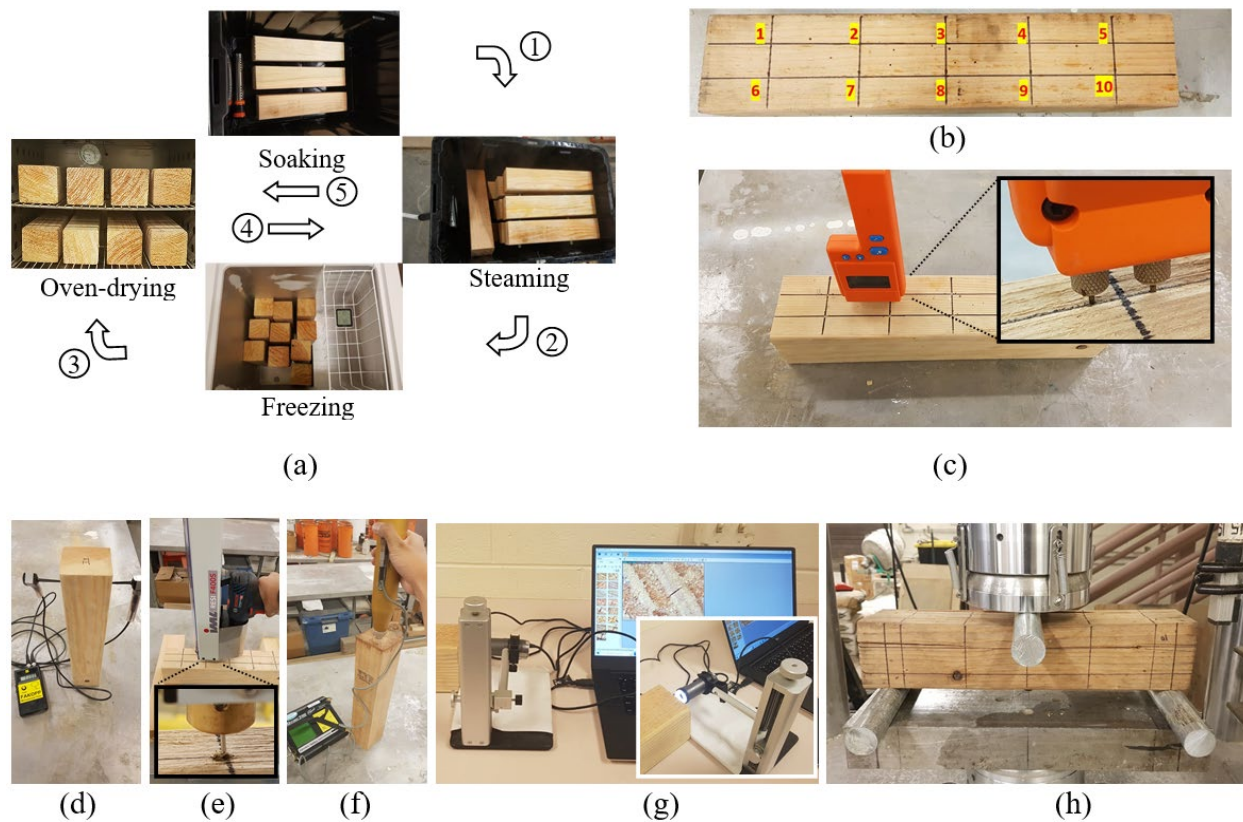 ①
Soaking
⑤
④
Oven-drying
Steaming
③
②
Freezing
(a)
1 2 3 4 5
6 7 8 9 10
(b)
(c)
FAKOPP
(d)
(e)
(f)
(g)
(h)